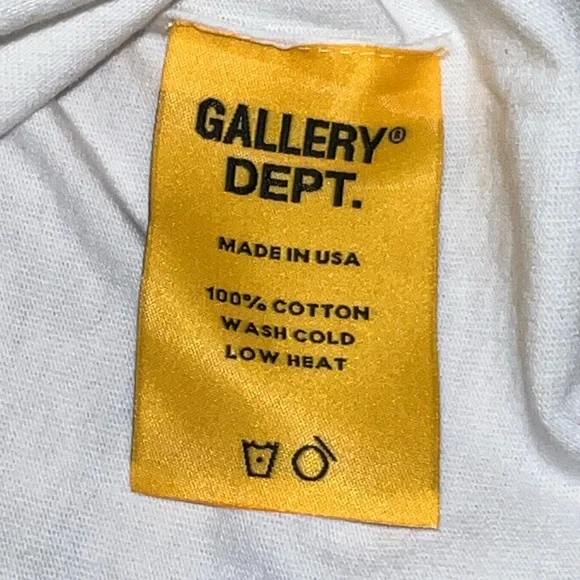 GALLERY®
DEPT.
MADE IN USA
100% COTTON
WASH COLD
LOW HEAT